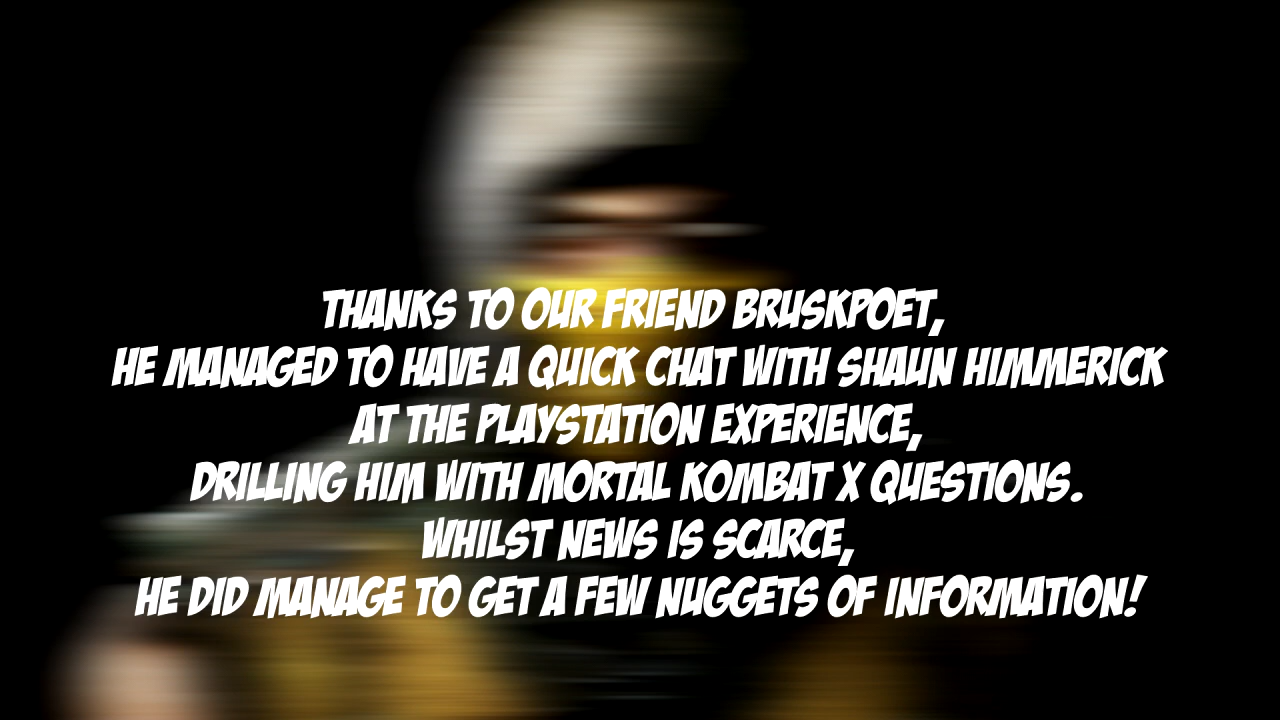 THANKS TO OUR FRIEND BRUSKPOET,
HE MANAGED TO HAVE A QUICK CHAT WITH SHAUN HIMMERICK
AT THE PLAYSTATION EXPERIENCE,
DRILLING HIM WITH MORTAL KOMBAT X QUESTIONS.
WHILST NEWS IS SCARCE,
HE DID MANAGE TO GET A FEW NUGGETS OF INFORMATION!